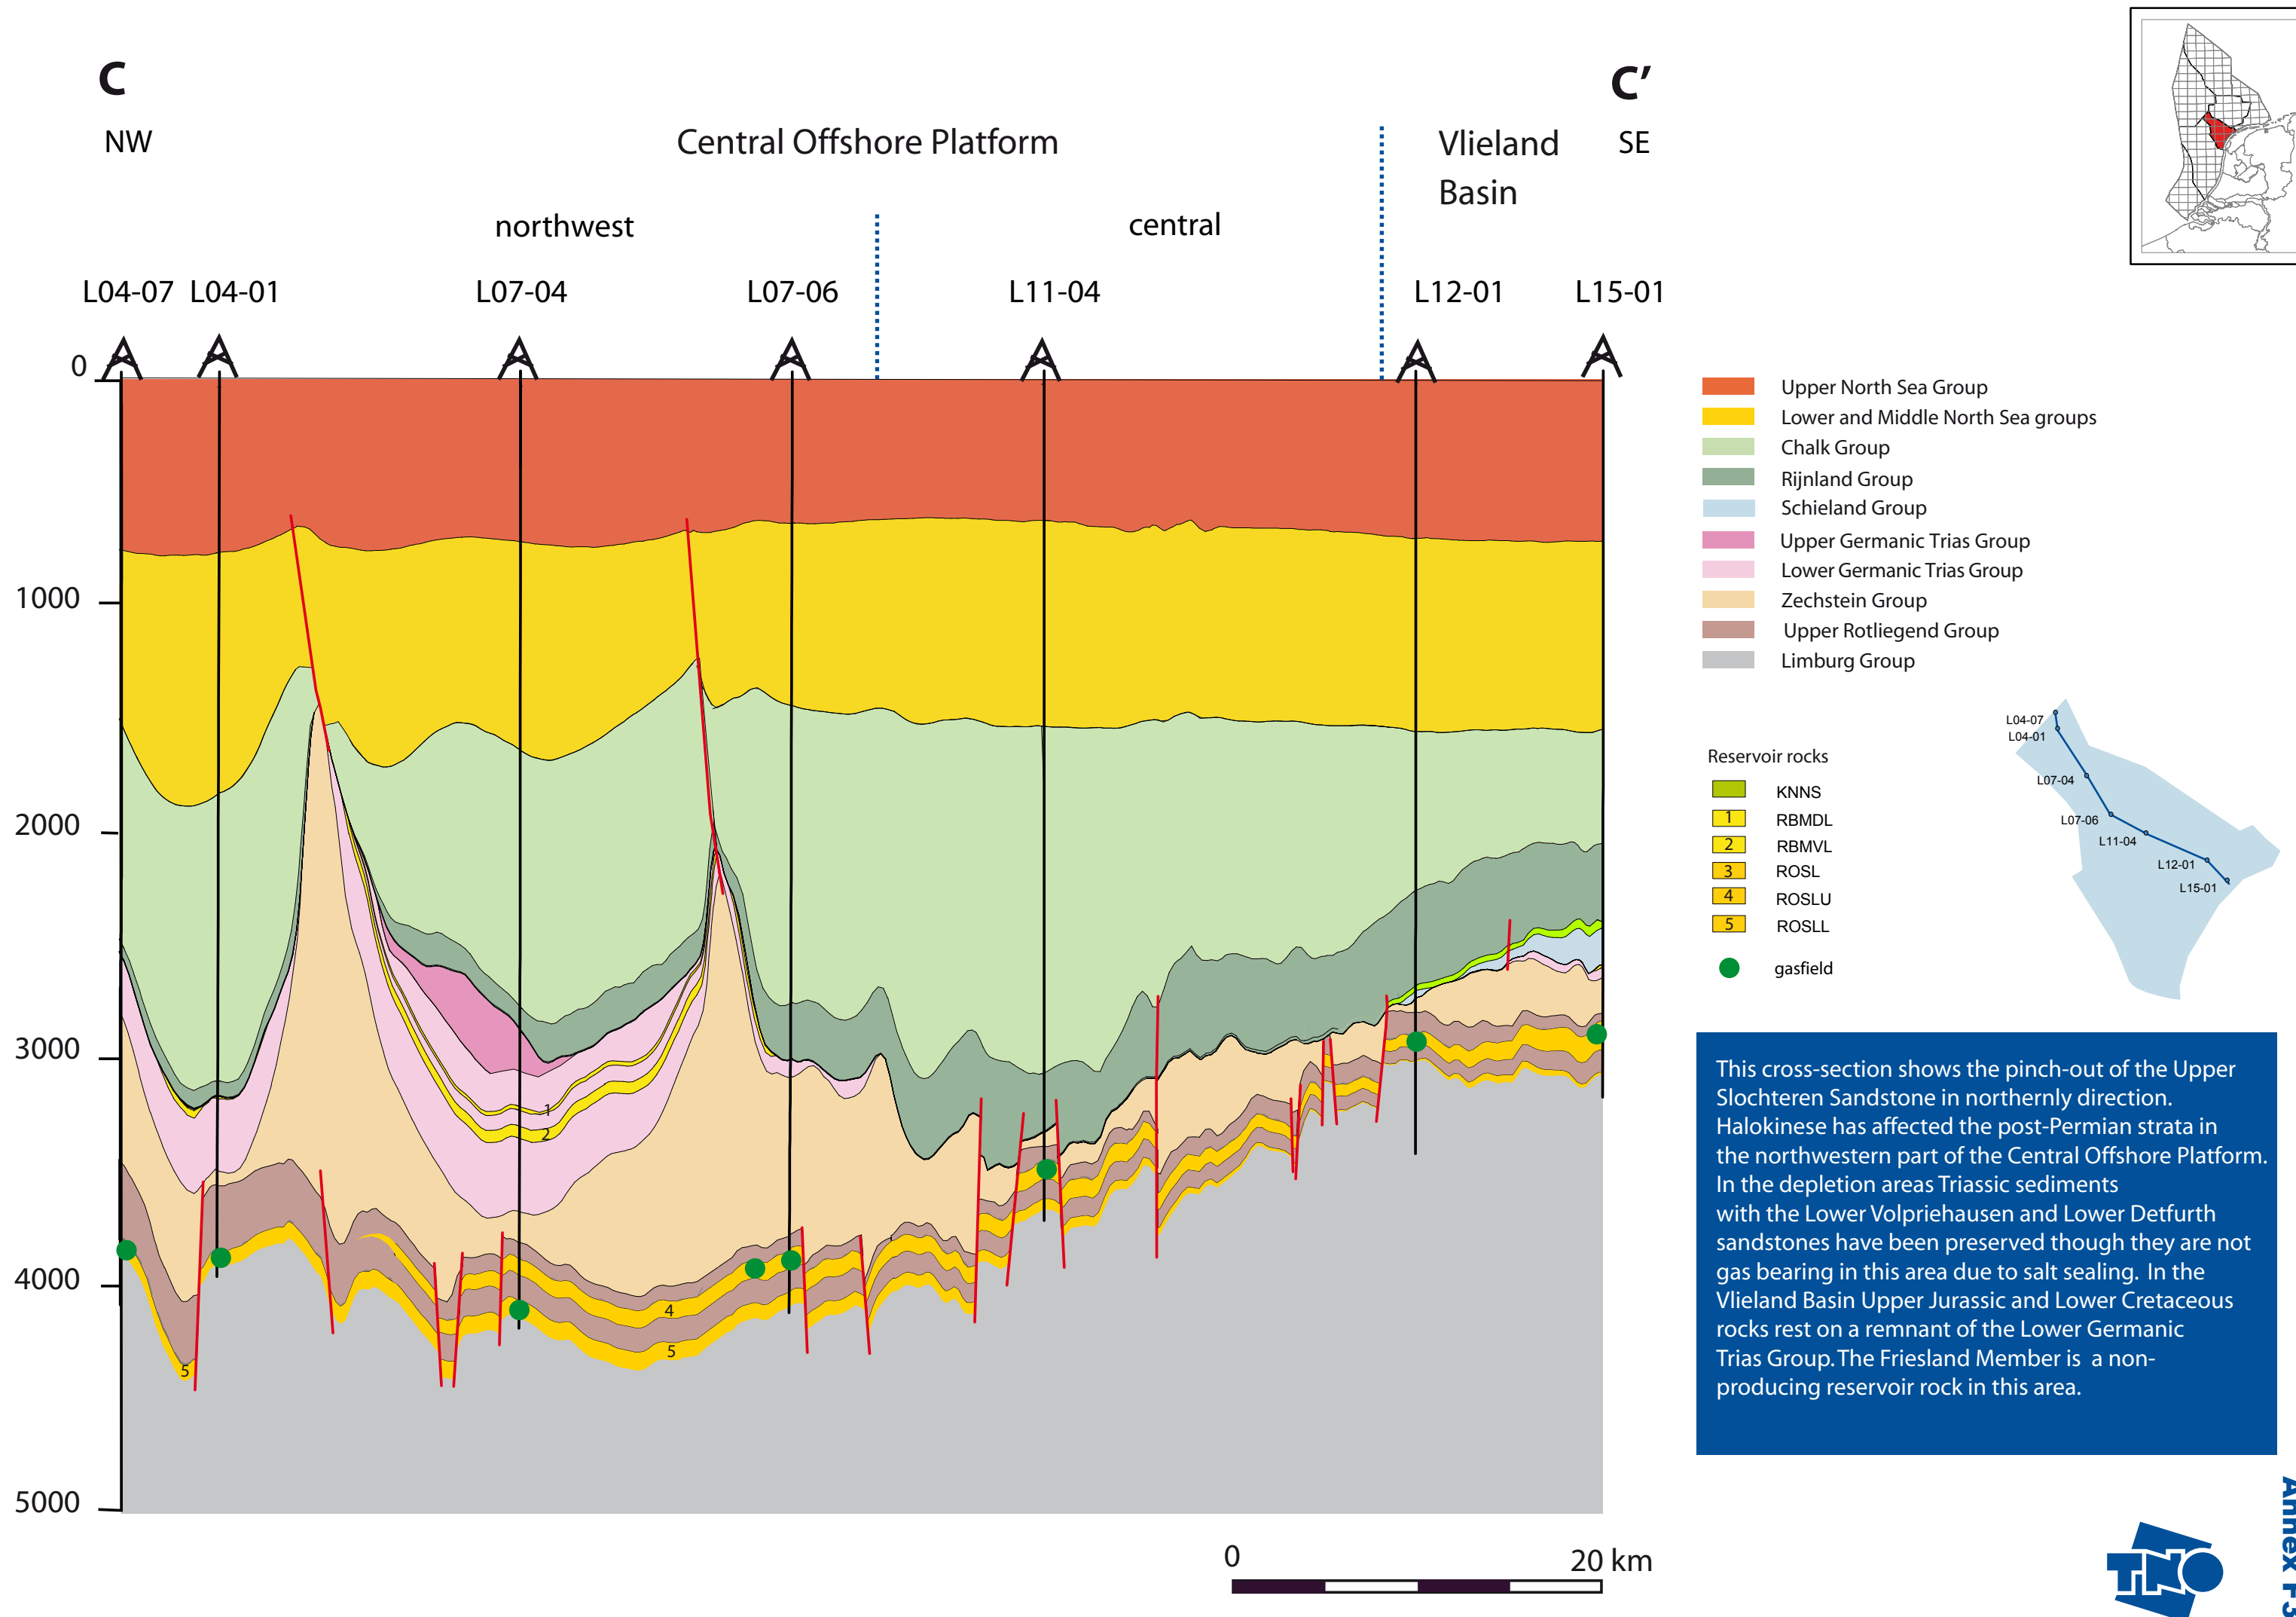 C
C′
NW
Central Offshore Platform
Vlieland
Basin
SE
northwest
central
L04-07 L04-01
L07-04
L07-06
L11-04
L12-01
L15-01
0
1000
2000
3000
4000
5000
1
2
4
5
5
0
20 km
Upper North Sea Group
Lower and Middle North Sea groups
Chalk Group
Rijnland Group
Schieland Group
Upper Germanic Trias Group
Lower Germanic Trias Group
Zechstein Group
Upper Rotliegend Group
Limburg Group
Reservoir rocks
KNNS
1 RBMDL
2 RBMVL
3 ROSL
4 ROSLU
5 ROSLL
gasfield
L04-07
L04-01
L07-04
L07-06
L11-04
L12-01
L15-01
This cross-section shows the pinch-out of the Upper
Slochteren Sandstone in northernly direction.
Halokinese has affected the post-Permian strata in
the northwestern part of the Central Offshore Platform.
In the depletion areas Triassic sediments
with the Lower Volpriehausen and Lower Detfurth
sandstones have been preserved though they are not
gas bearing in this area due to salt sealing. In the
Vlieland Basin Upper Jurassic and Lower Cretaceous
rocks rest on a remnant of the Lower Germanic
Trias Group. The Friesland Member is a non-
producing reservoir rock in this area.
TNO
Annex